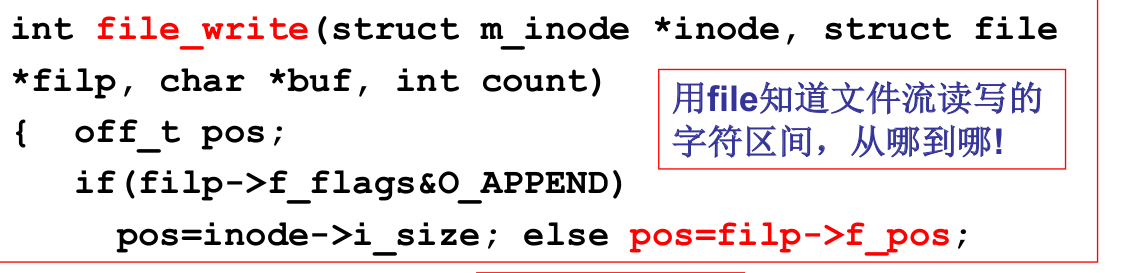 int file_write(struct m_inode *inode, struct file
*filp, char *buf, int count)
用file知道文件流读写的
字符区间，从哪到哪!
{  off_t pos;
if(filp->f_flags&O_APPEND)
pos=inode->i_size; else pos=filp->f_pos;